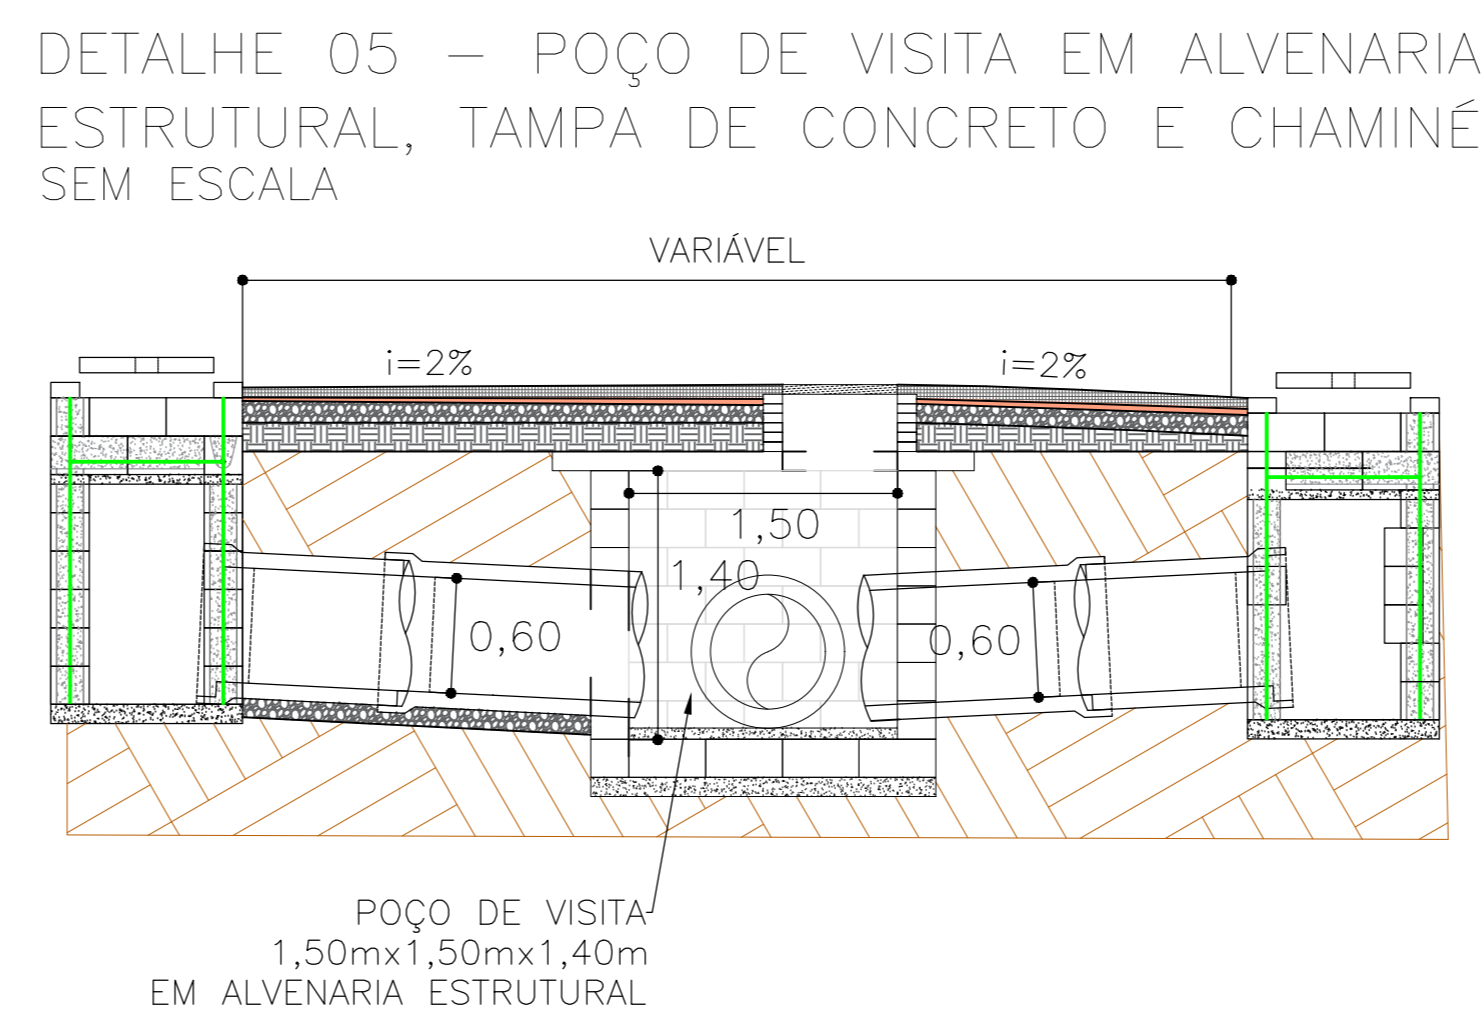 DETALHE 05 – POÇO DE VISITA EM ALVENARIA
ESTRUTURAL, TAMPA DE CONCRETO E CHAMINÉ
SEM ESCALA
VARIÁVEL
i=2%
i=2%
1,50
1,40
0,60
0,60
POÇO DE VISITA
1,50mx1,50mx1,40m
EM ALVENARIA ESTRUTURAL